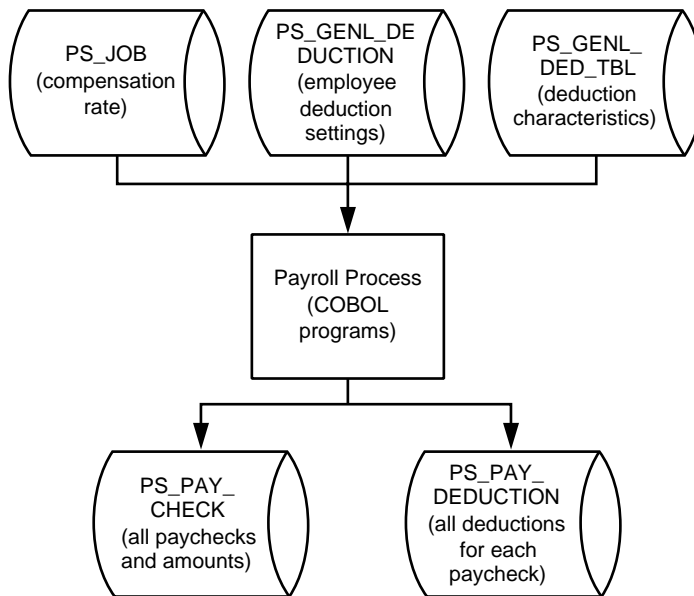 PS_JOB
(compensation
rate)
PS_GENL_DE
DUCTION
(employee
deduction
settings)
PS_GENL_
DED_TBL
(deduction
characteristics)
Payroll Process
(COBOL
programs)
PS_PAY_
CHECK
(all paychecks
and amounts)
PS_PAY_
DEDUCTION
(all deductions
for each
paycheck)